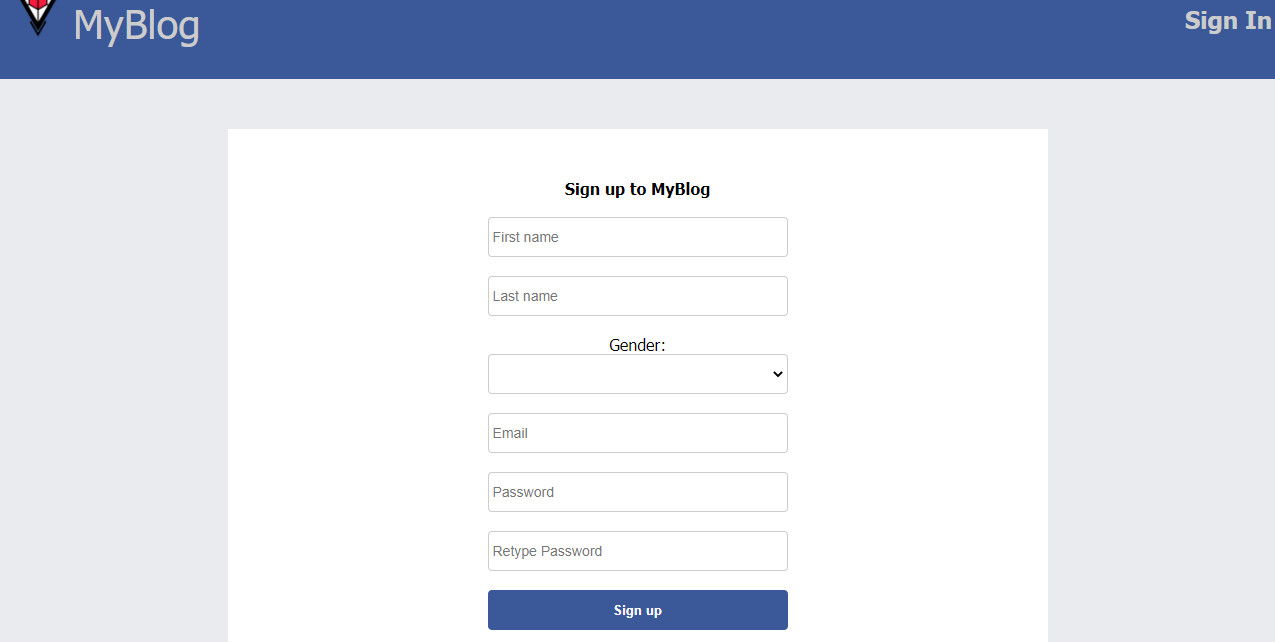 MyBlog
Sign In
Sign up to MyBlog
First name
Last name
Gender:
Email
Password
Retype Password
Sign up